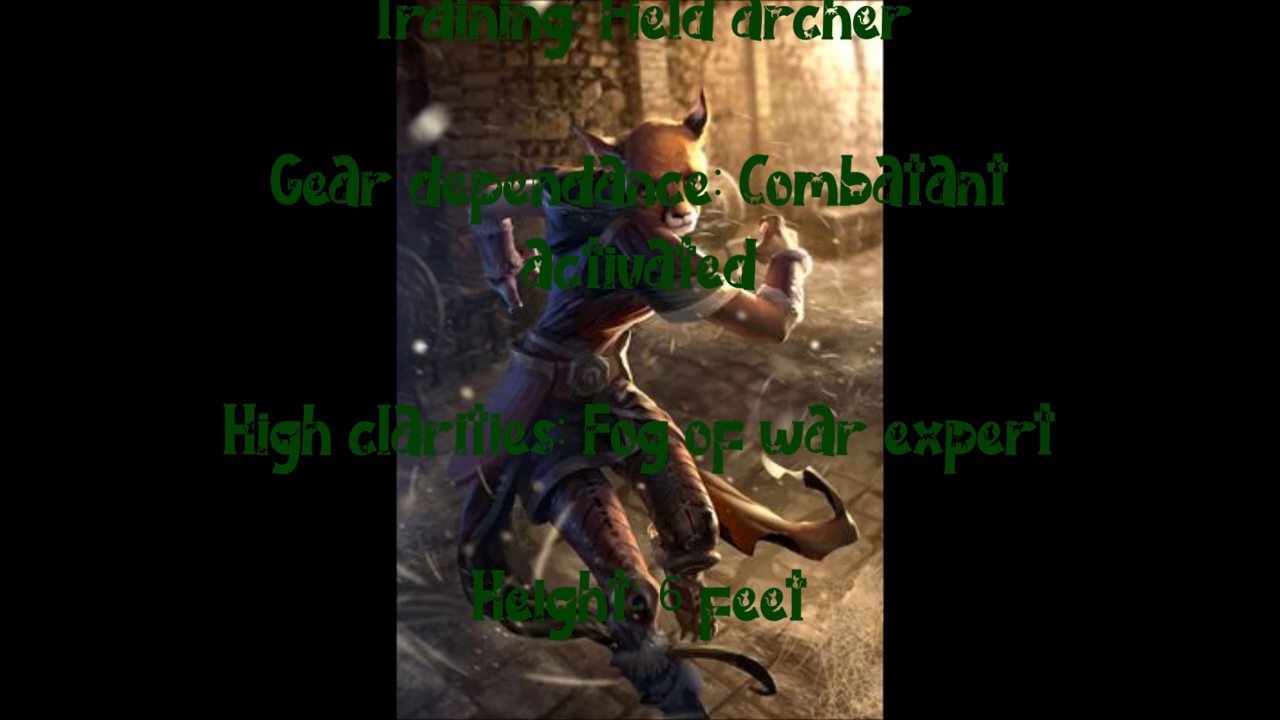 Training: Field archer
Gear dependance: Combatant
activated
High clarities: Fog of war expert
Height: 6 feet